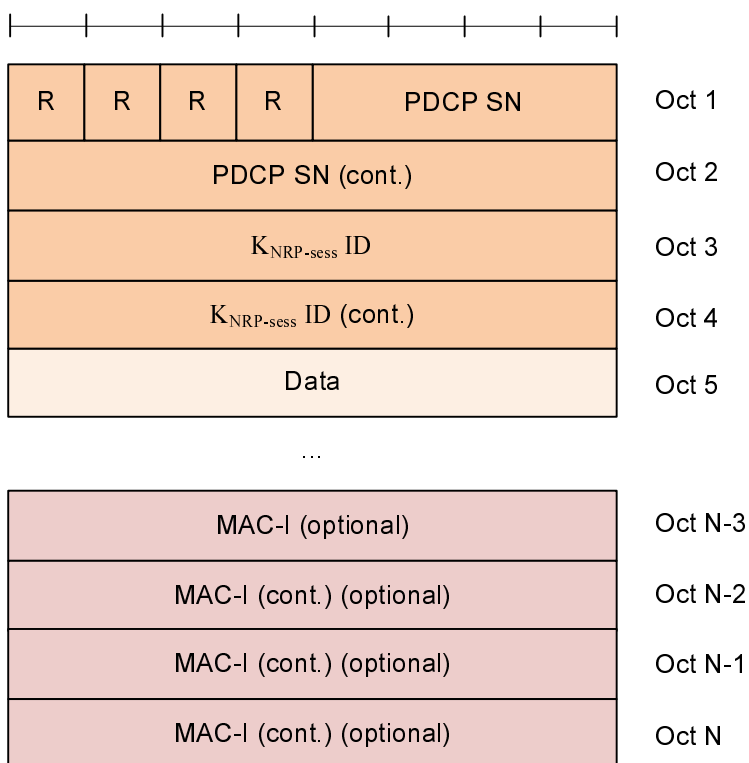 R R R R PDCP SN Oct 1
PDCP SN (cont.) Oct 2
K_NRP-sess ID Oct 3
K_NRP-sess ID (cont.) Oct 4
Data Oct 5
...
MAC-I (optional) Oct N-3
MAC-I (cont.) (optional) Oct N-2
MAC-I (cont.) (optional) Oct N-1
MAC-I (cont.) (optional) Oct N